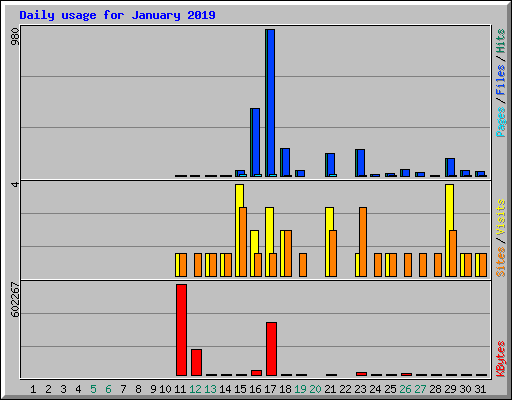 Daily usage for January 2019
980
Pages / Files / Hits
4
Sites / Visits
602267
KBytes
1 2 3 4 5 6 7 8 9 10 11 12 13 14 15 16 17 18 19 20 21 22 23 24 25 26 27 28 29 30 31